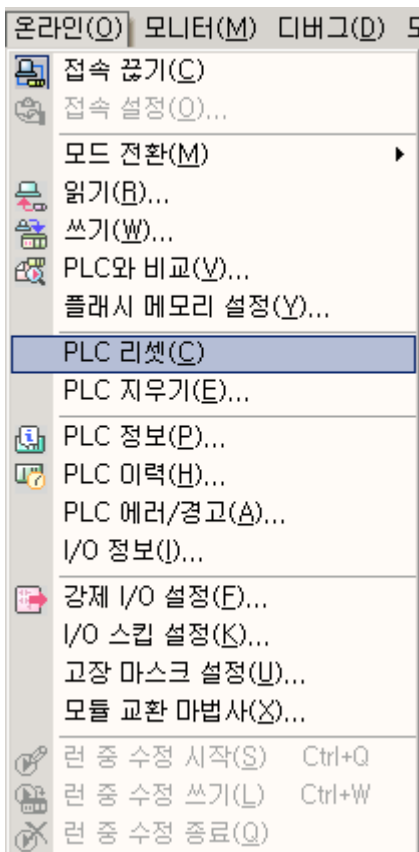 온라인(O) 모니터(M) 디버그(D)
접속 끊기(C)
접속 설정(O)...
모드 전환(M)
읽기(R)...
쓰기(W)...
PLC와 비교(V)...
플래시 메모리 설정(Y)...
PLC 리셋(C)
PLC 지우기(E)...
PLC 정보(P)...
PLC 이력(H)...
PLC 에러/경고(A)...
I/O 정보(I)...
강제 I/O 설정(F)...
I/O 스킵 설정(K)...
고장 마스크 설정(U)...
모듈 교환 마법사(X)...
런 중 수정 시작(S) Ctrl+Q
런 중 수정 쓰기(L) Ctrl+W
런 중 수정 종료(Q)